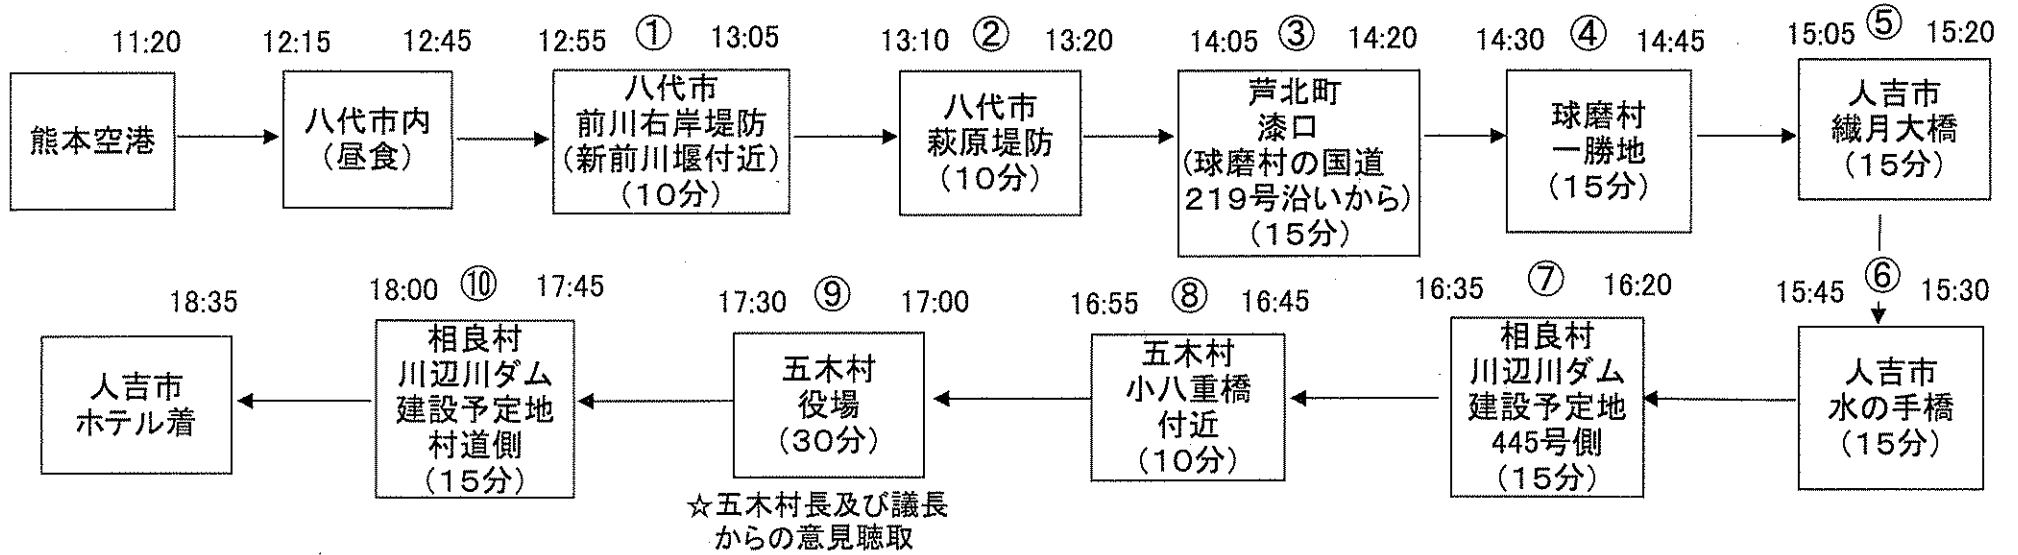 11:20
熊本空港
12:15 12:45
八代市内
(昼食)
12:55 ① 13:05
八代市
前川右岸堤防
(新前川堰付近)
(10分)
13:10 ② 13:20
八代市
萩原堤防
(10分)
14:05 ③ 14:20
芦北町
漆口
(球磨村の国道
219号沿いから)
(15分)
14:30 ④ 14:45
球磨村
一勝地
(15分)
15:05 ⑤ 15:20
人吉市
繊月大橋
(15分)
15:45 ⑥ 15:30
人吉市
水の手橋
(15分)
16:35 ⑦ 16:20
相良村
川辺川ダム
建設予定地
445号側
(15分)
16:55 ⑧ 16:45
五木村
小八重橋
付近
(10分)
17:30 ⑨ 17:00
五木村
役場
(30分)
☆五木村長及び議長
からの意見聴取
18:00 ⑩ 17:45
相良村
川辺川ダム
建設予定地
村道側
(15分)
18:35
人吉市
ホテル着